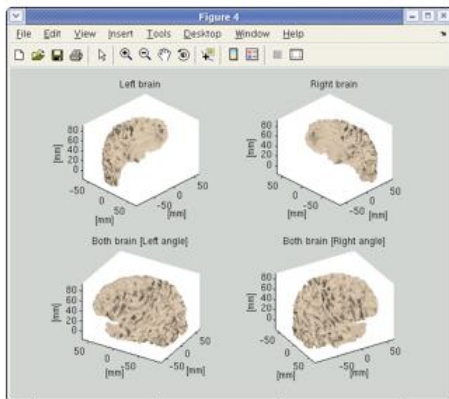 Figure 4
File Edit View Insert Tools Desktop Window Help
Left brain
Right brain
[mm]
80
60
40
20
0
-50
0
50
[mm]
-50
0
50
[mm]
[mm]
80
60
40
20
0
50
0
-50
[mm]
-50
0
50
[mm]
Both brain [Left angle]
Both brain [Right angle]
[mm]
80
60
40
20
0
50
0
-50
[mm]
-50
0
50
[mm]
[mm]
80
60
40
20
0
-50
0
50
[mm]
-50
0
50
[mm]